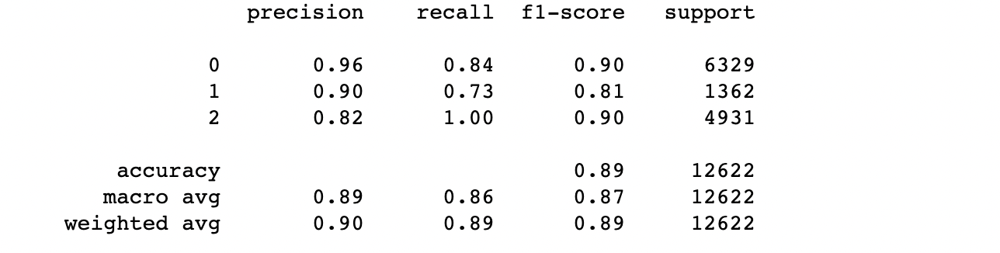 precision recall f1-score support
0 0.96 0.84 0.90 6329
1 0.90 0.73 0.81 1362
2 0.82 1.00 0.90 4931
accuracy 0.89 12622
macro avg 0.89 0.86 0.87 12622
weighted avg 0.90 0.89 0.89 12622